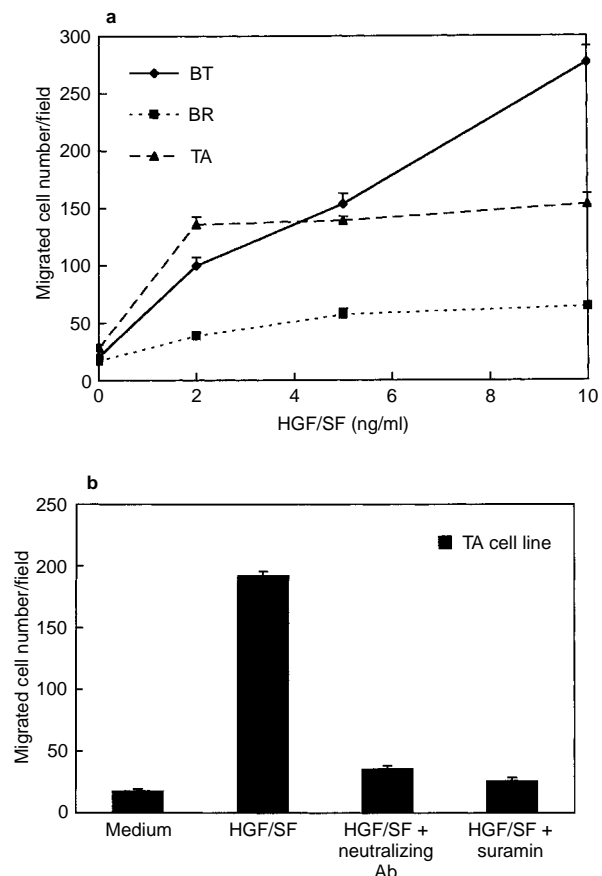 a
300
250
200
150
100
50
0
Migrated cell number/field
BT
BR
TA
0 2 4 6 8 10
HGF/SF (ng/ml)
b
250
200
150
100
50
0
Migrated cell number/field
TA cell line
Medium HGF/SF HGF/SF + HGF/SF +
neutralizing suramin
Ab